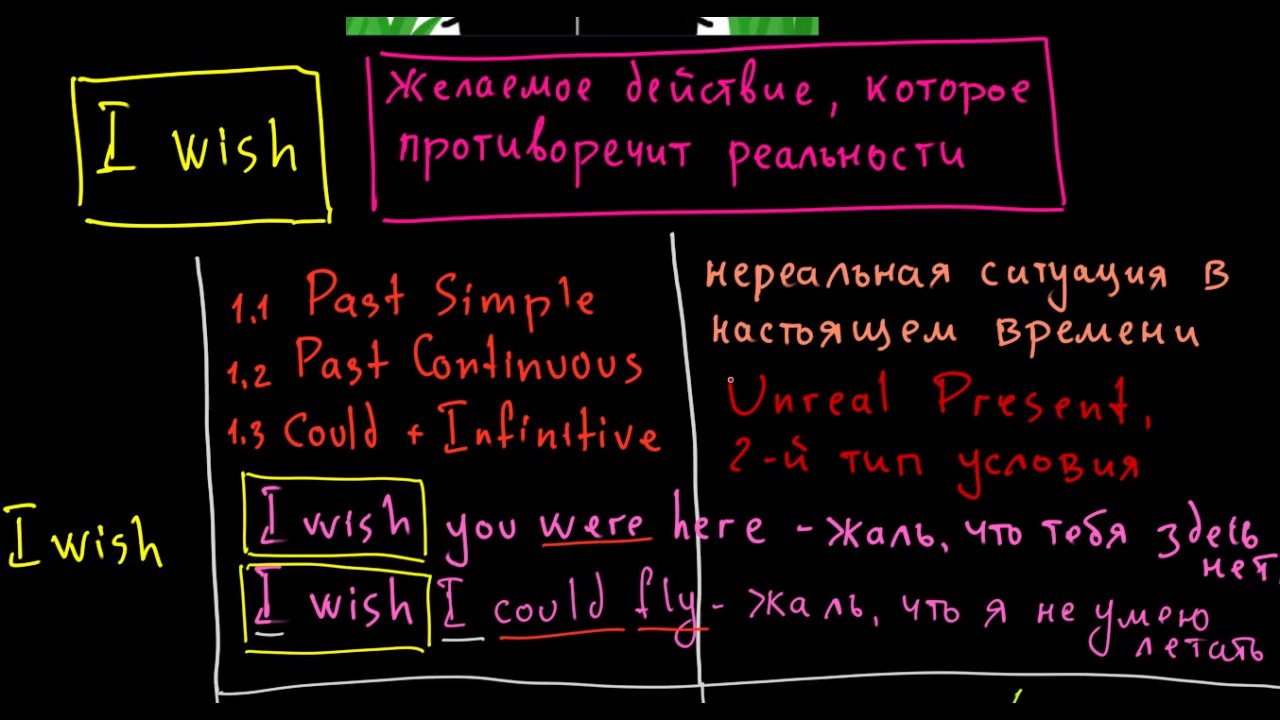 I wish
Желаемое действие, которое
противоречит реальности
1.1 Past Simple
1.2 Past Continuous
1.3 Could + Infinitive
нереальная ситуация в
настоящем времени
Unreal Present,
2-й тип условия
I wish
I wish you were here - жаль, что тебя здесь
нет
I wish I could fly - жаль, что я не умею
летать